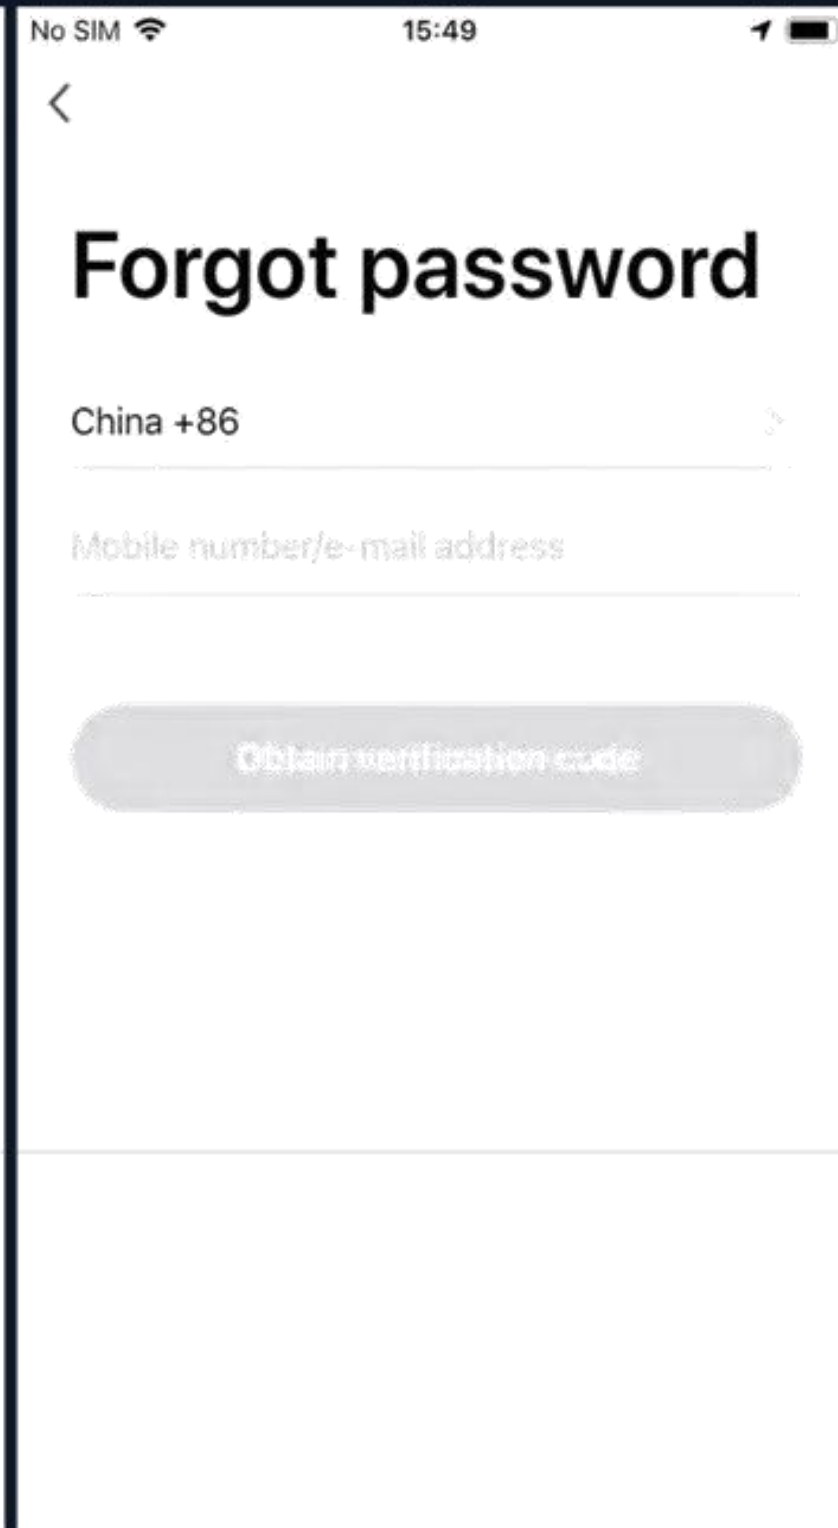 No SIM 15:49
Forgot password
China +86
Mobile number/e-mail address
Obtain verification code